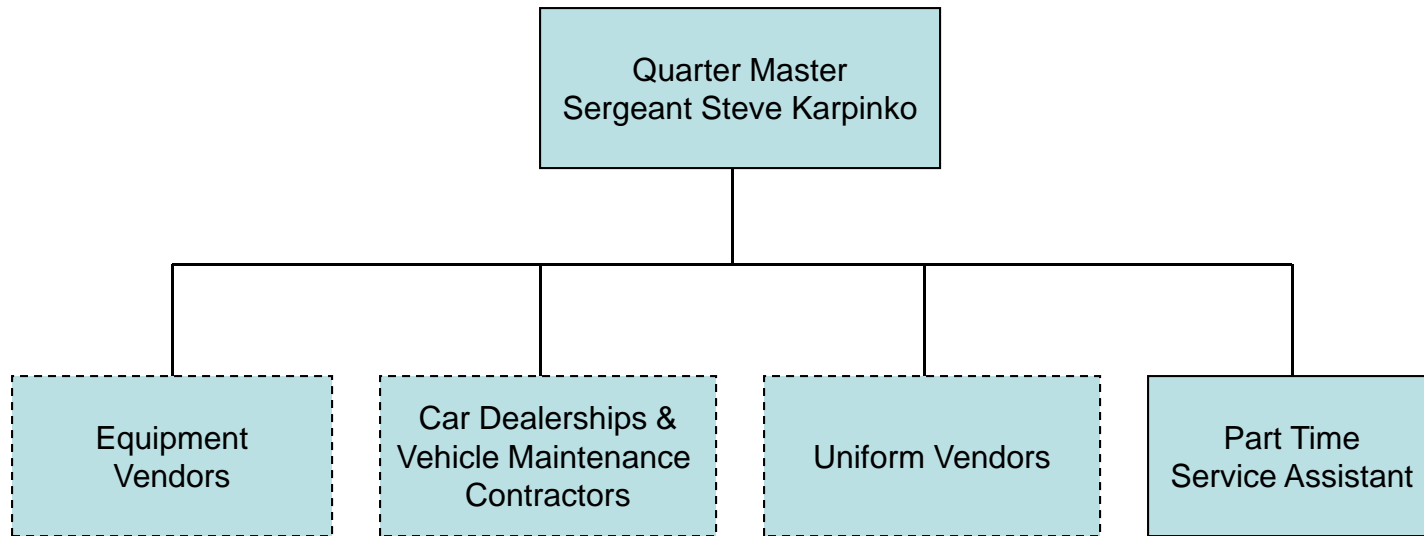 Quarter Master
Sergeant Steve Karpinko
Equipment
Vendors
Car Dealerships &
Vehicle Maintenance
Contractors
Uniform Vendors
Part Time
Service Assistant